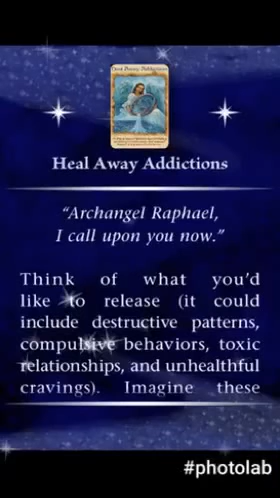 Heal Away Addictions
“Archangel Raphael,
I call upon you now.”
Think of what you’d
like to release (it could
include destructive patterns,
compulsive behaviors, toxic
relationships, and unhealthful
cravings). Imagine these
#photolab